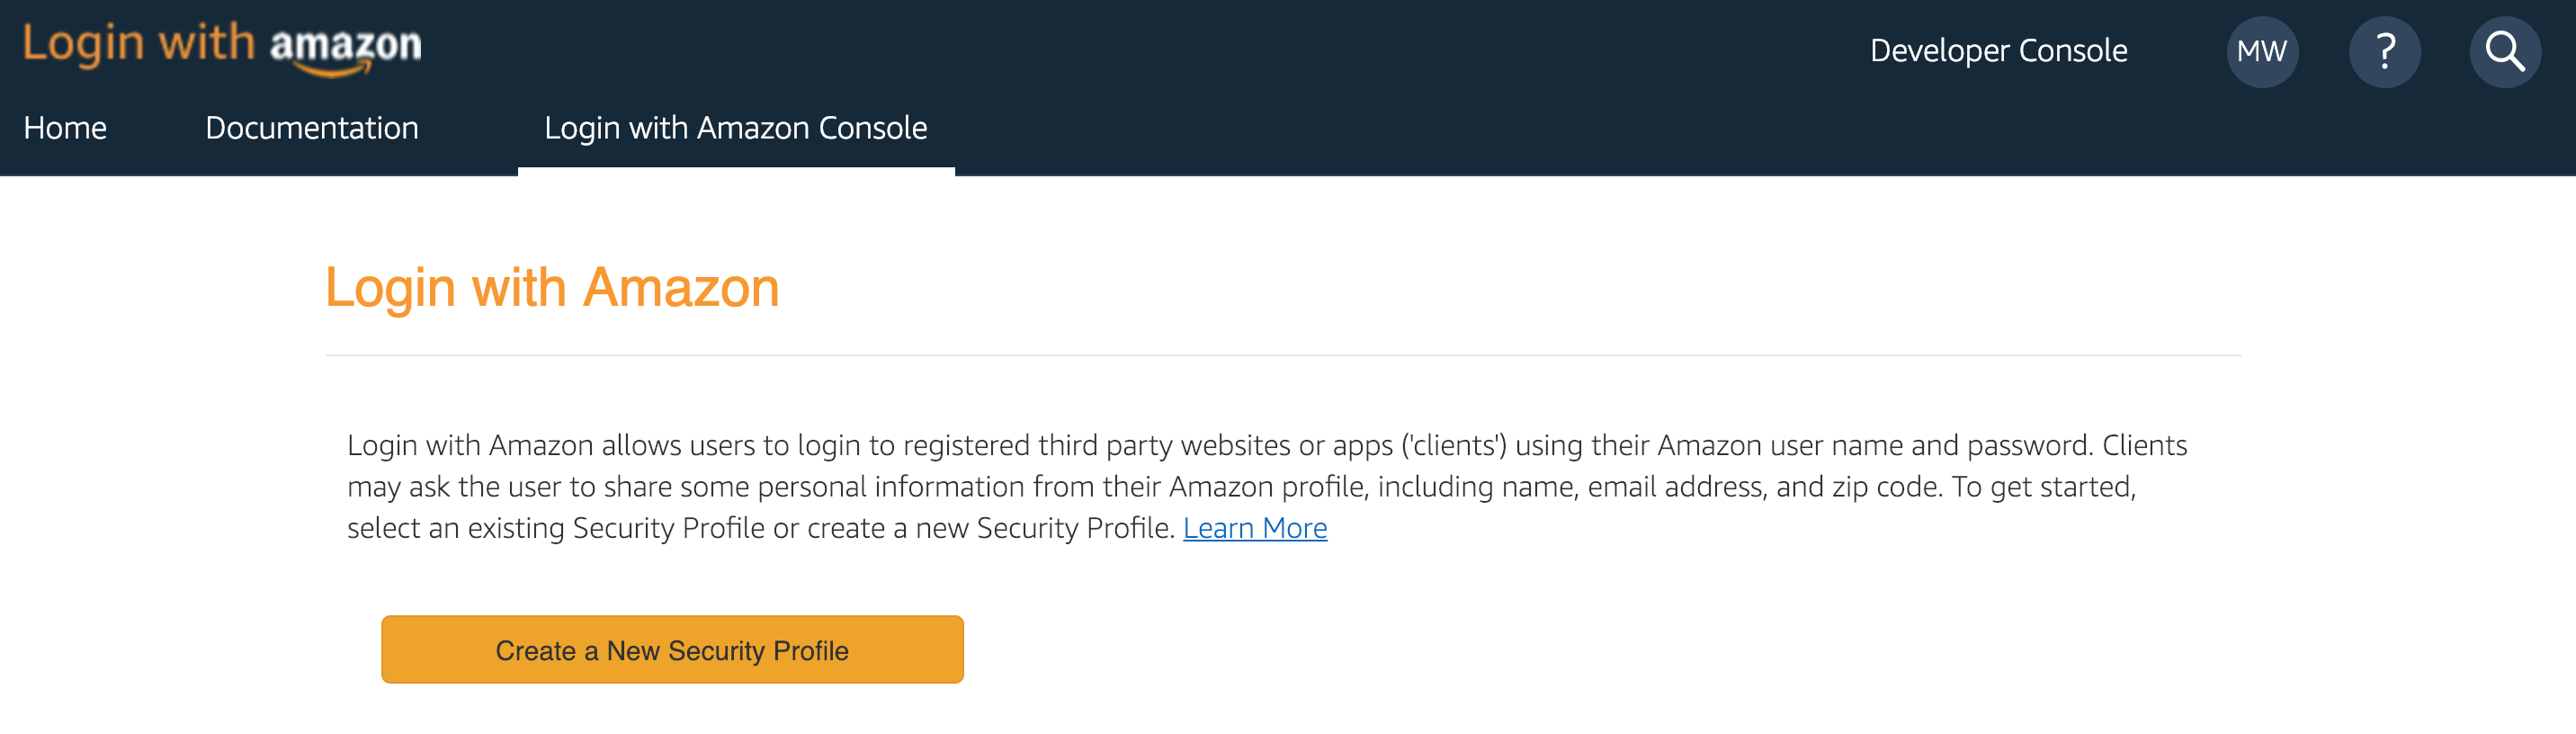 Login with amazon
Developer Console
MW
?
Home
Documentation
Login with Amazon Console
Login with Amazon
Login with Amazon allows users to login to registered third party websites or apps ('clients') using their Amazon user name and password. Clients
may ask the user to share some personal information from their Amazon profile, including name, email address, and zip code. To get started,
select an existing Security Profile or create a new Security Profile. Learn More
Create a New Security Profile